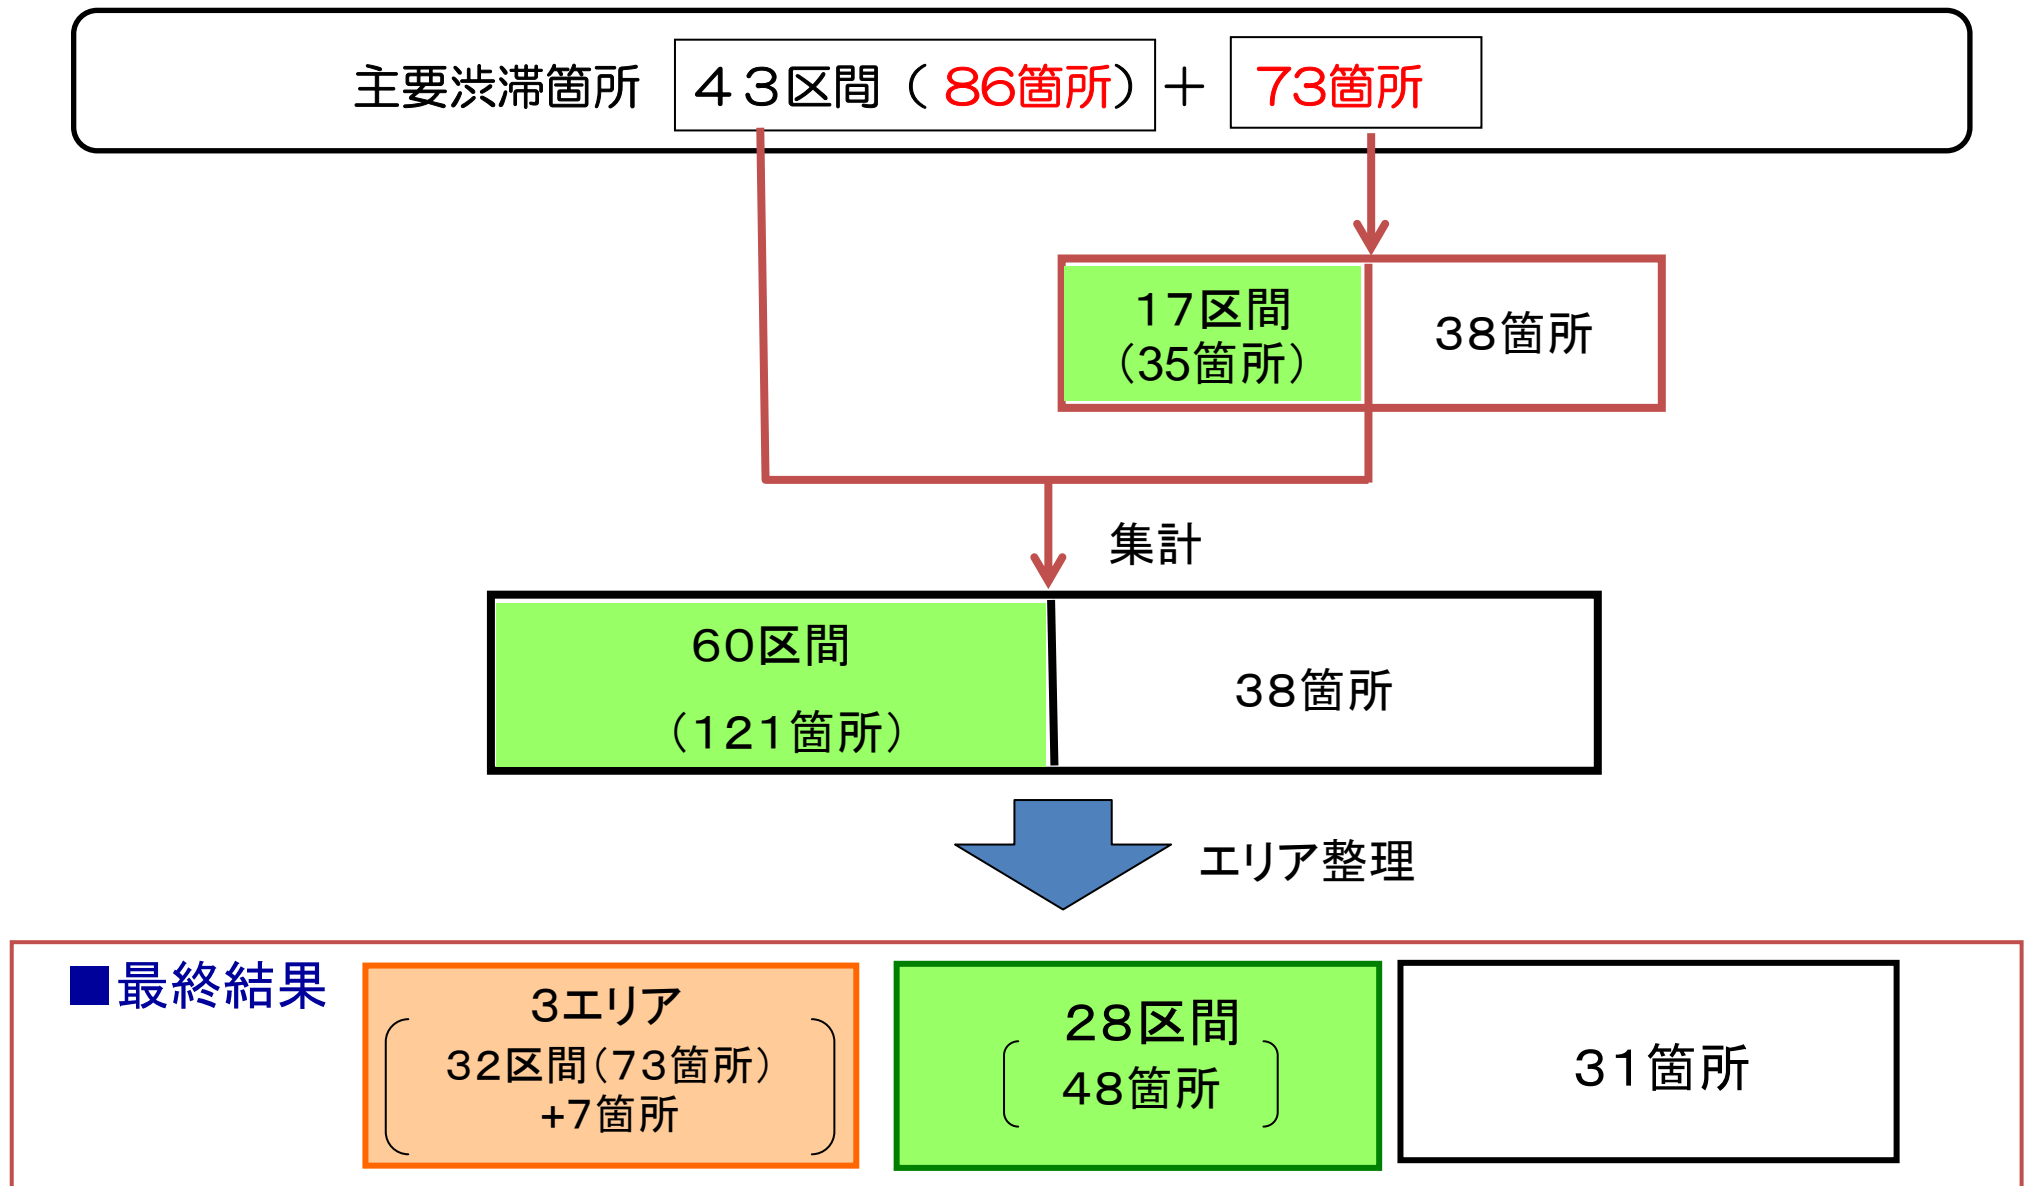 主要渋滞箇所 ４３区間（ 86箇所）＋ 73箇所
17区間
（35箇所）
38箇所
集計
60区間
（121箇所）
38箇所
エリア整理
■最終結果
3エリア
32区間（73箇所）
+7箇所
28区間
48箇所
31箇所